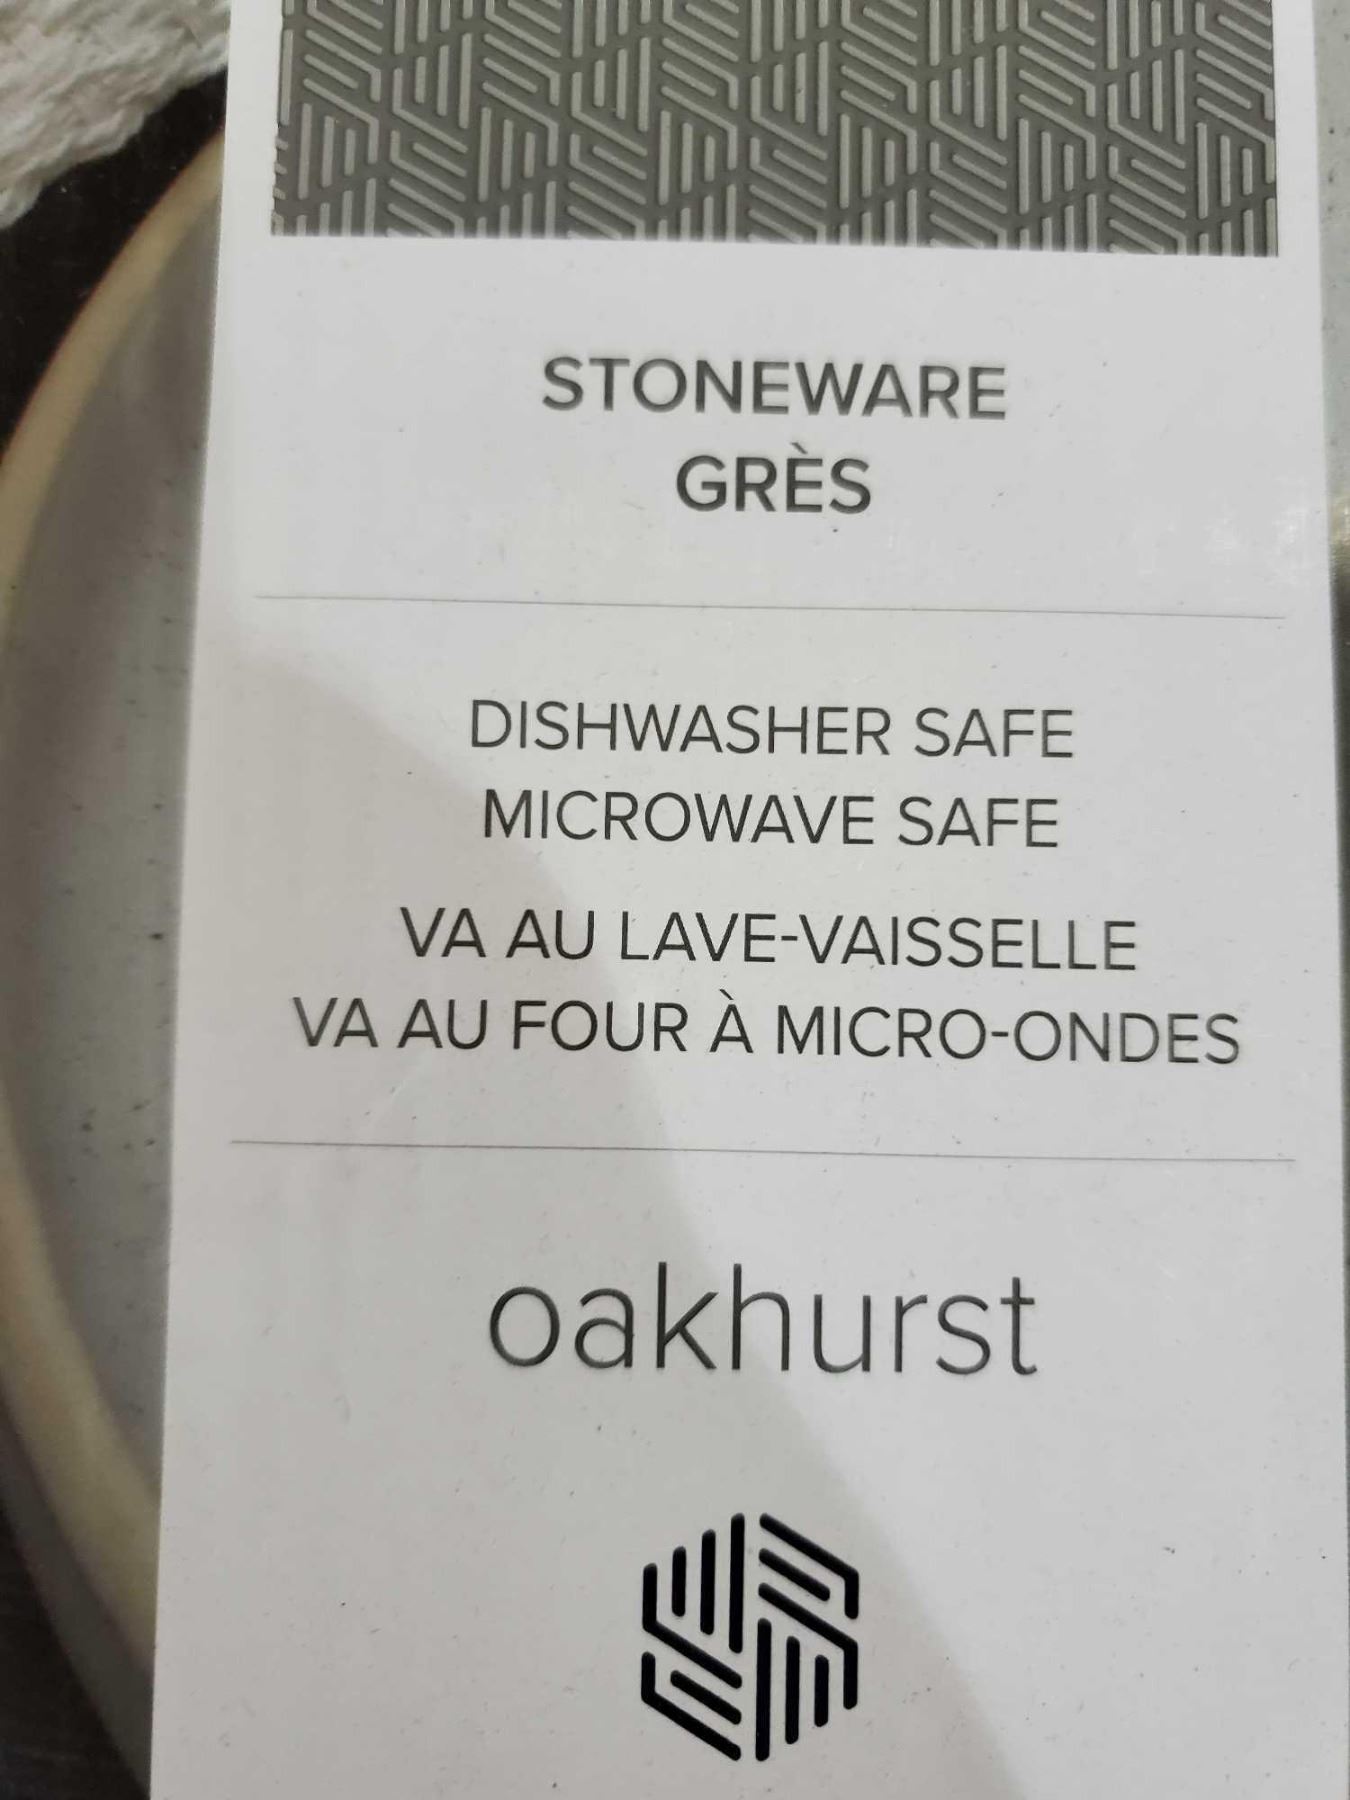 STONEWARE
GRÈS
DISHWASHER SAFE
MICROWAVE SAFE
VA AU LAVE-VAISSELLE
VA AU FOUR À MICRO-ONDES
oakhurst